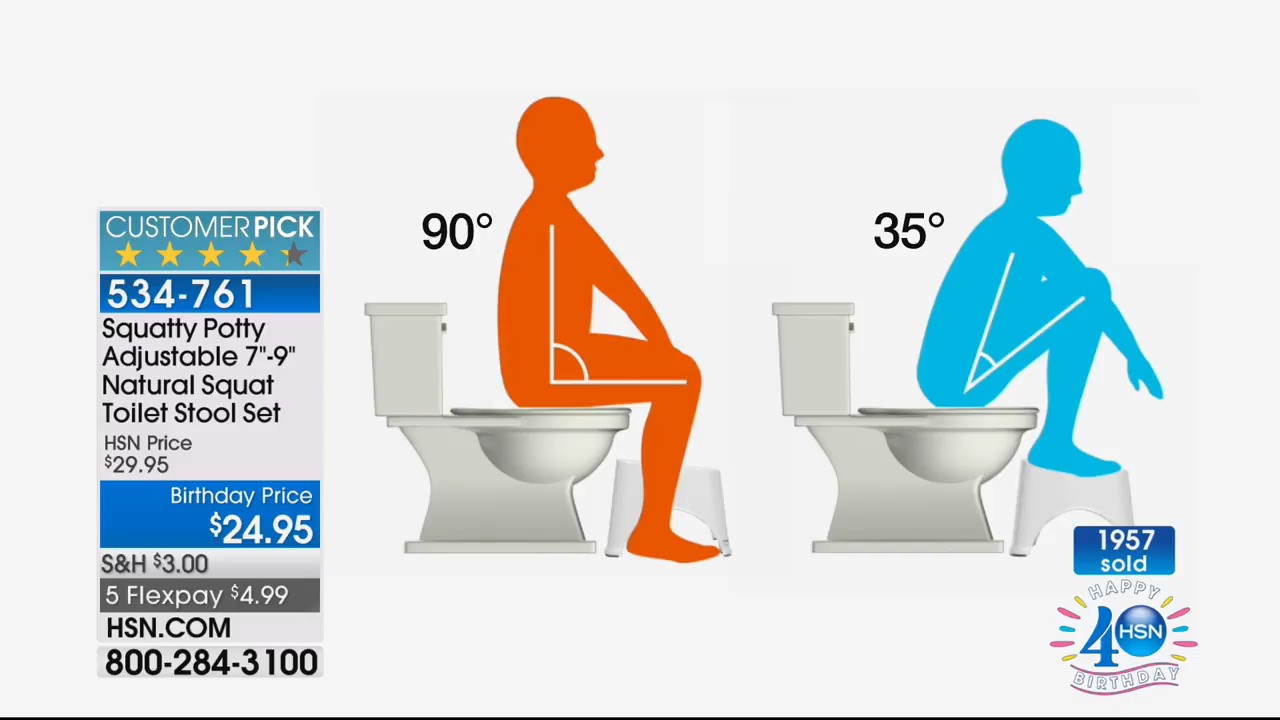 CUSTOMER PICK
534-761
Squatty Potty
Adjustable 7"-9"
Natural Squat
Toilet Stool Set
HSN Price
$29.95
Birthday Price
$24.95
S&H $3.00
5 Flexpay $4.99
HSN.COM
800-284-3100
90°
35°
1957
sold
HAPPY
40 HSN
BIRTHDAY